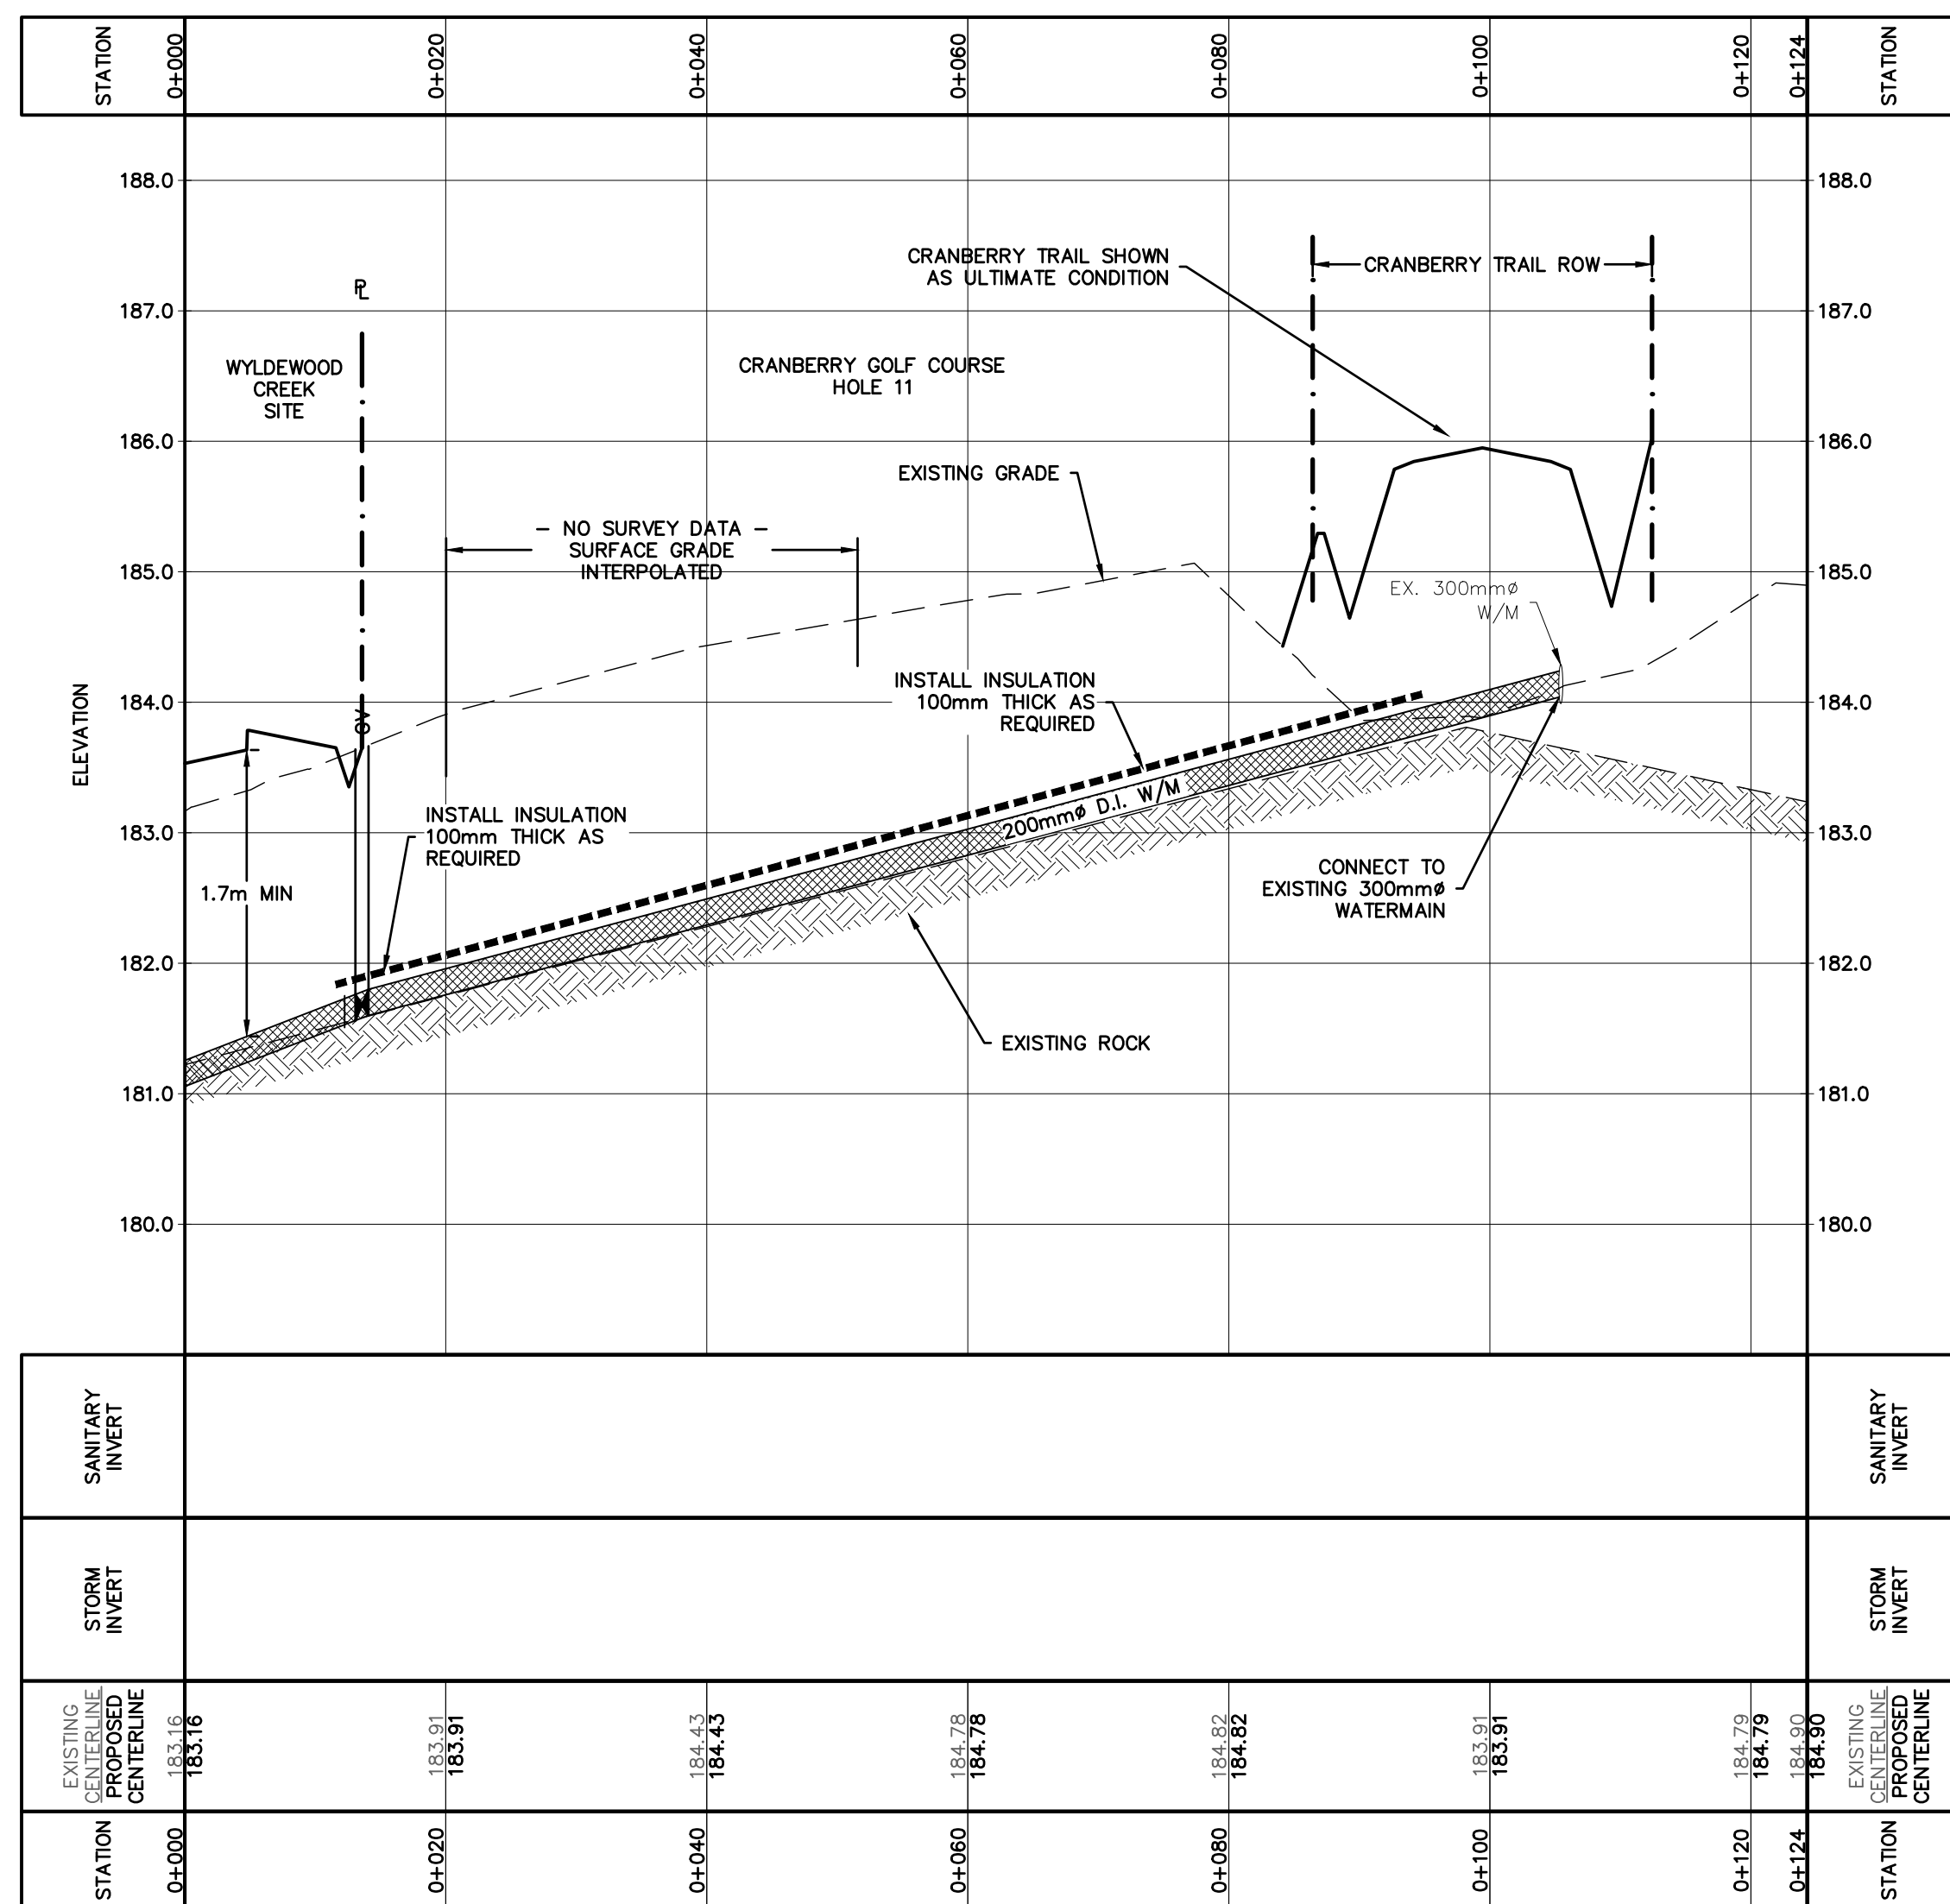 STATION
0+000
0+020
0+040
0+060
0+080
0+100
0+120
0+124
STATION
188.0
188.0
CRANBERRY TRAIL SHOWN
AS ULTIMATE CONDITION
CRANBERRY TRAIL ROW
PL
187.0
187.0
WYLDEWOOD
CREEK
SITE
CRANBERRY GOLF COURSE
HOLE 11
186.0
186.0
EXISTING GRADE
– NO SURVEY DATA –
SURFACE GRADE
INTERPOLATED
185.0
185.0
EX. 300mmø
W/M
INSTALL INSULATION
100mm THICK AS
REQUIRED
184.0
184.0
GV
ELEVATION
183.0
183.0
INSTALL INSULATION
100mm THICK AS
REQUIRED
200mmø D.I. W/M
1.7m MIN
CONNECT TO
EXISTING 300mmø
WATERMAIN
182.0
182.0
EXISTING ROCK
181.0
181.0
180.0
180.0
SANITARY
INVERT
SANITARY
INVERT
STORM
INVERT
STORM
INVERT
EXISTING
CENTERLINE
PROPOSED
CENTERLINE
183.16
183.16
183.91
183.91
184.43
184.43
184.78
184.78
184.82
184.82
183.91
183.91
184.79
184.79
184.90
184.90
EXISTING
CENTERLINE
PROPOSED
CENTERLINE
STATION
0+000
0+020
0+040
0+060
0+080
0+100
0+120
0+124
STATION